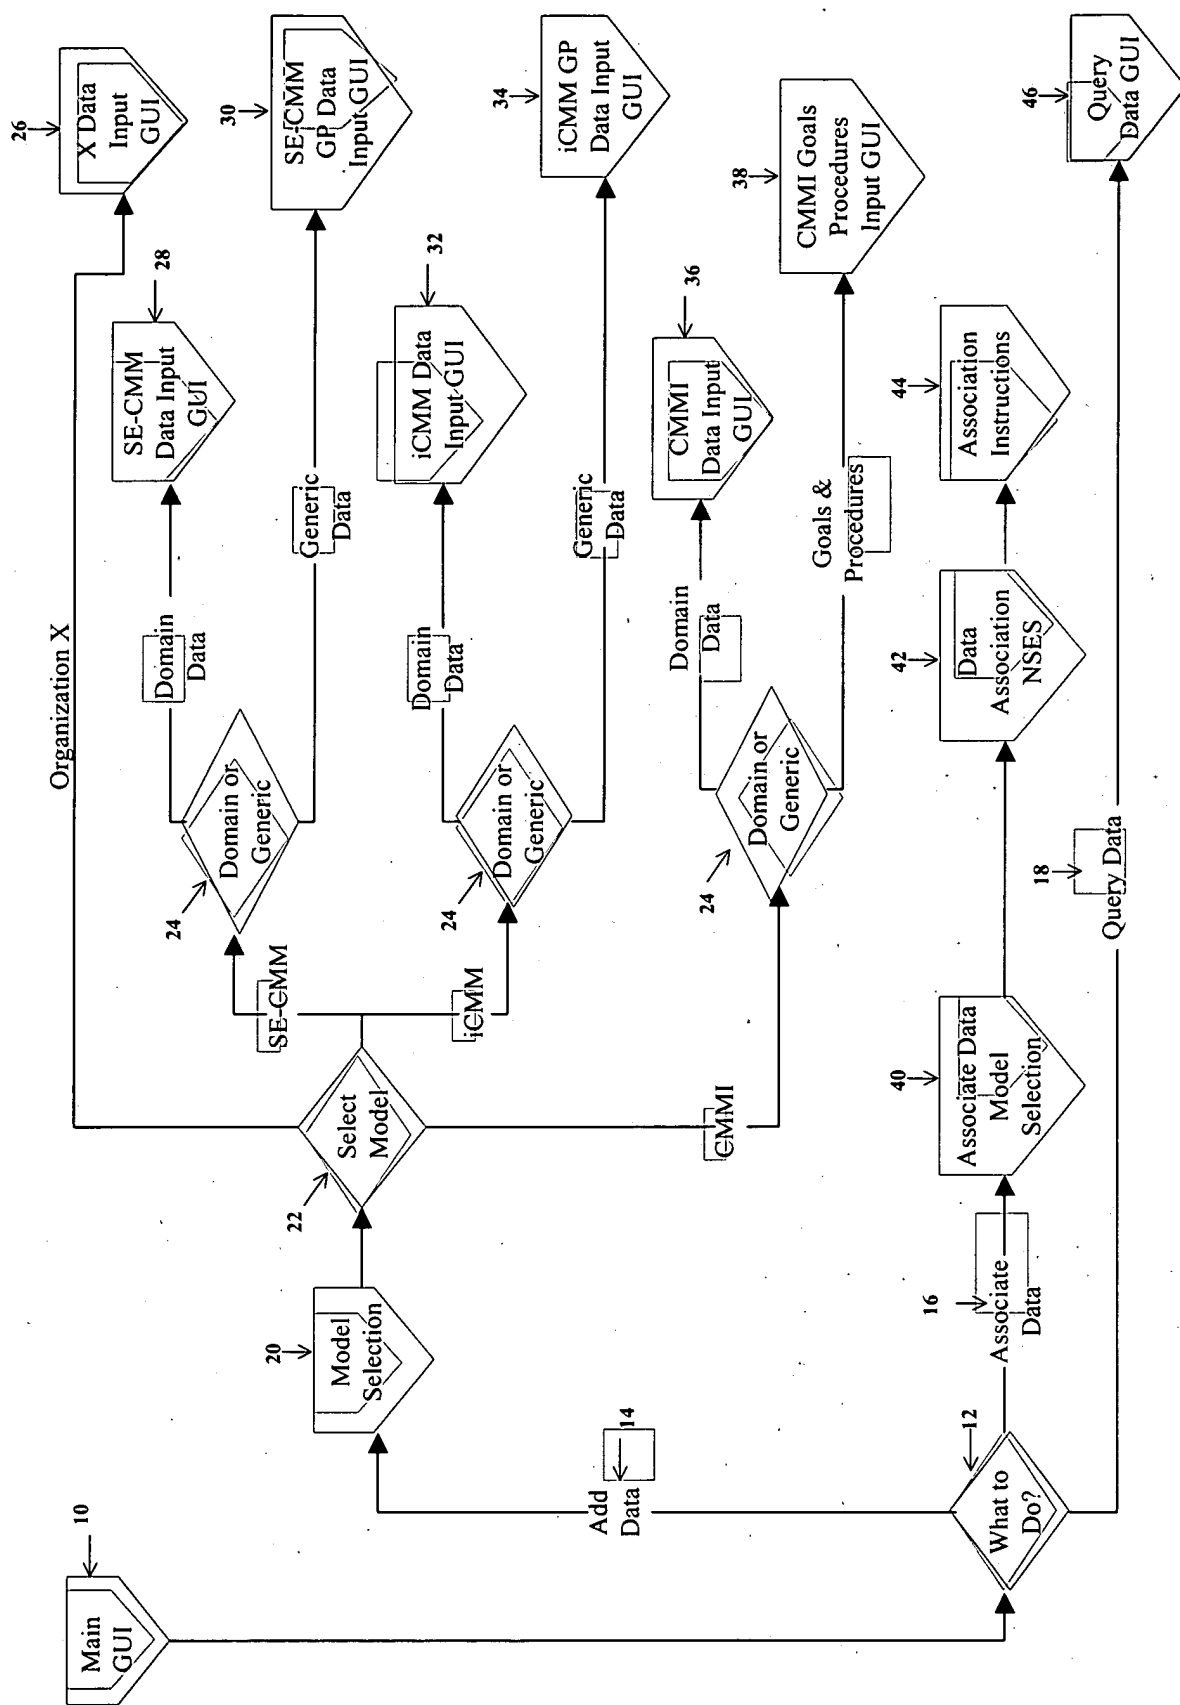 10
Main
GUI
12
What to
Do?
14
Add
Data
16
Associate
Data
18
Query Data
20
Model
Selection
22
Select
Model
Organization X
SE-CMM
iCMM
CMMI
24
Domain or
Generic
24
Domain or
Generic
24
Domain or
Generic
Domain
Data
Generic
Data
Domain
Data
Generic
Data
Domain
Data
Goals &
Procedures
26
X Data
Input
GUI
28
SE-CMM
Data Input
GUI
30
SE-CMM
GP Data
Input GUI
32
iCMM Data
Input GUI
34
iCMM GP
Data Input
GUI
36
CMMI
Data Input
GUI
38
CMMI Goals
Procedures
Input GUI
40
Associate Data
Model
Selection
42
Data
Association
NSES
44
Association
Instructions
46
Query
Data GUI